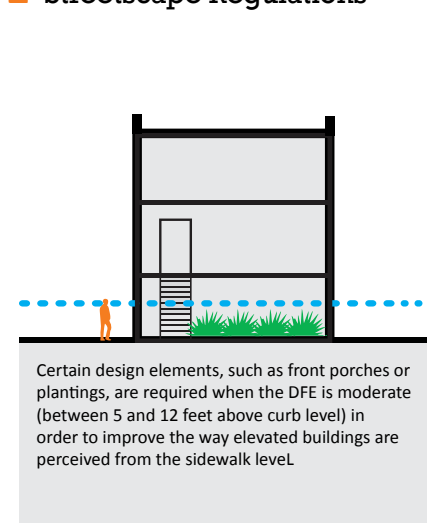 Streetscape Regulations
Certain design elements, such as front porches or
plantings, are required when the DFE is moderate
(between 5 and 12 feet above curb level) in
order to improve the way elevated buildings are
perceived from the sidewalk leveL